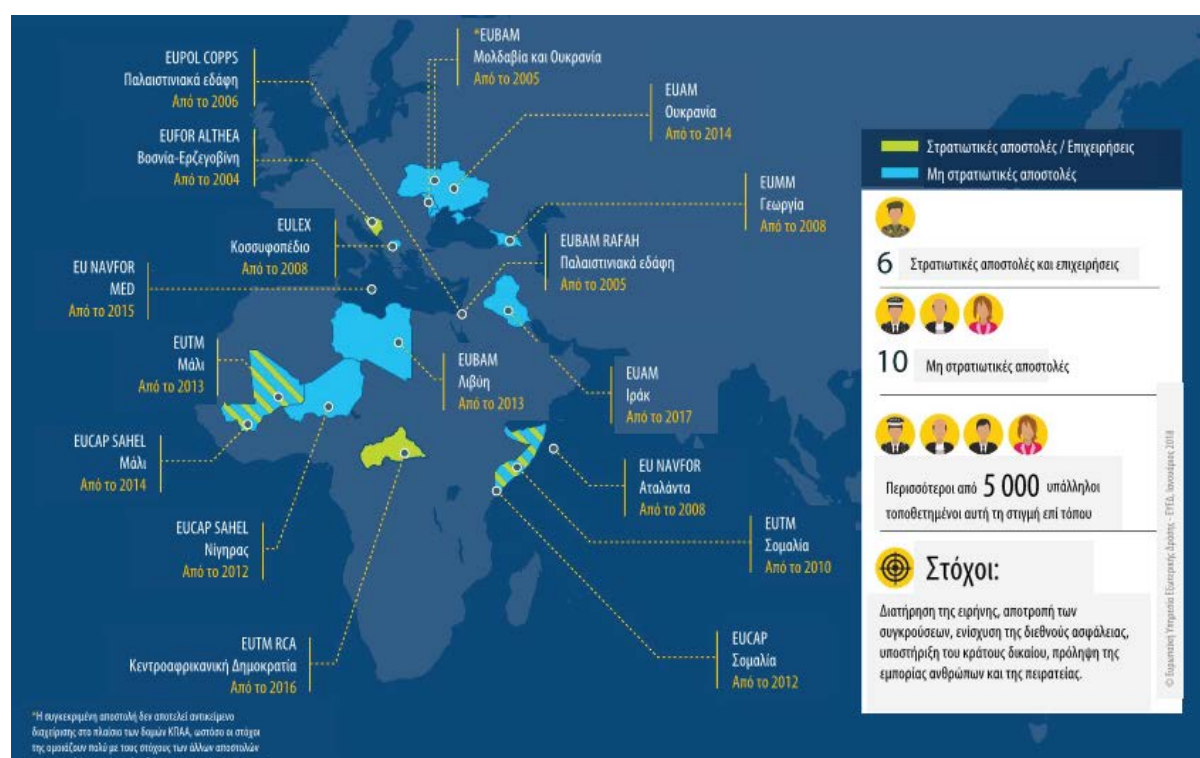 EUPOL COPPS
Παλαιστινιακά εδάφη
Από το 2006
*EUBAM
Μολδαβία και Ουκρανία
Από το 2005
EUAM
Ουκρανία
Από το 2014
EUFOR ALTHEA
Βοσνία-Ερζεγοβίνη
Από το 2004
EUMM
Γεωργία
Από το 2008
EULEX
Κοσσυφοπέδιο
Από το 2008
EUBAM RAFAH
Παλαιστινιακά εδάφη
Από το 2005
EU NAVFOR
MED
Από το 2015
EUTM
Μάλι
Από το 2013
EUBAM
Λιβύη
Από το 2013
EUAM
Ιράκ
Από το 2017
EUCAP SAHEL
Μάλι
Από το 2014
EU NAVFOR
Αταλάντα
Από το 2008
EUCAP SAHEL
Νίγηρας
Από το 2012
EUTM
Σομαλία
Από το 2010
EUTM RCA
Κεντροαφρικανική Δημοκρατία
Από το 2016
EUCAP
Σομαλία
Από το 2012
*Η συγκεκριμένη αποστολή δεν αποτελεί αντικείμενο
διαχείρισης στο πλαίσιο των δομών ΚΠΑΑ, ωστόσο οι στόχοι
της ομοιάζουν πολύ με τους στόχους των άλλων αποστολών
Στρατιωτικές αποστολές / Επιχειρήσεις
Μη στρατιωτικές αποστολές
6 Στρατιωτικές αποστολές και επιχειρήσεις
10 Μη στρατιωτικές αποστολές
Περισσότεροι από 5 000 υπάλληλοι
τοποθετημένοι αυτή τη στιγμή επί τόπου
Στόχοι:
Διατήρηση της ειρήνης, αποτροπή των
συγκρούσεων, ενίσχυση της διεθνούς ασφάλειας,
υποστήριξη του κράτους δικαίου, πρόληψη της
εμπορίας ανθρώπων και της πειρατείας.
© Ευρωπαϊκή Υπηρεσία Εξωτερικής Δράσης - ΕΥΕΔ, Ιανουάριος 2018